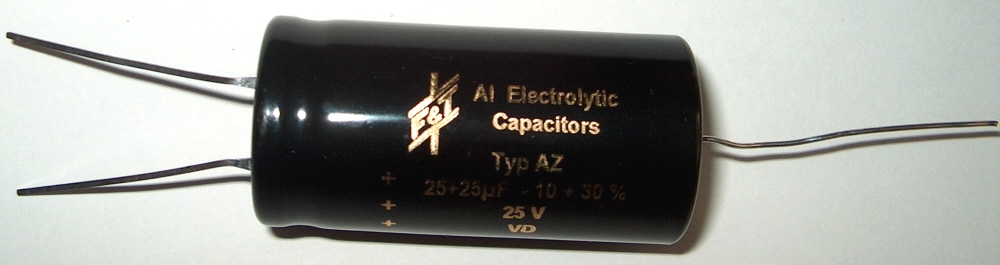 F&T
Al Electrolytic
Capacitors
Typ AZ
25+25µF - 10 + 30 %
25 V
VD
+
+
+